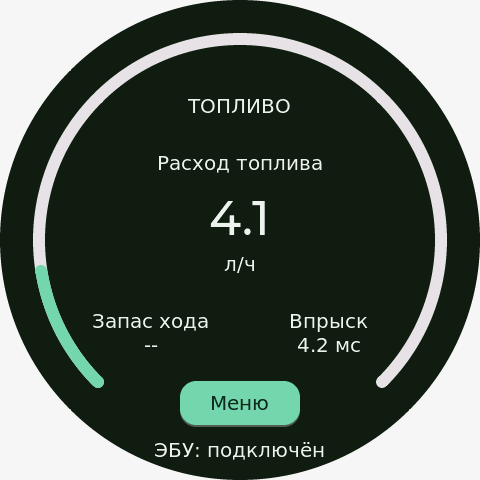 ТОПЛИВО
Расход топлива
4.1
л/ч
Запас хода
--
Впрыск
4.2 мс
Меню
ЭБУ: подключён